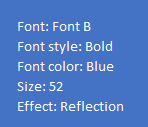 Font: Font B
Font style: Bold
Font color: Blue
Size: 52
Effect: Reflection